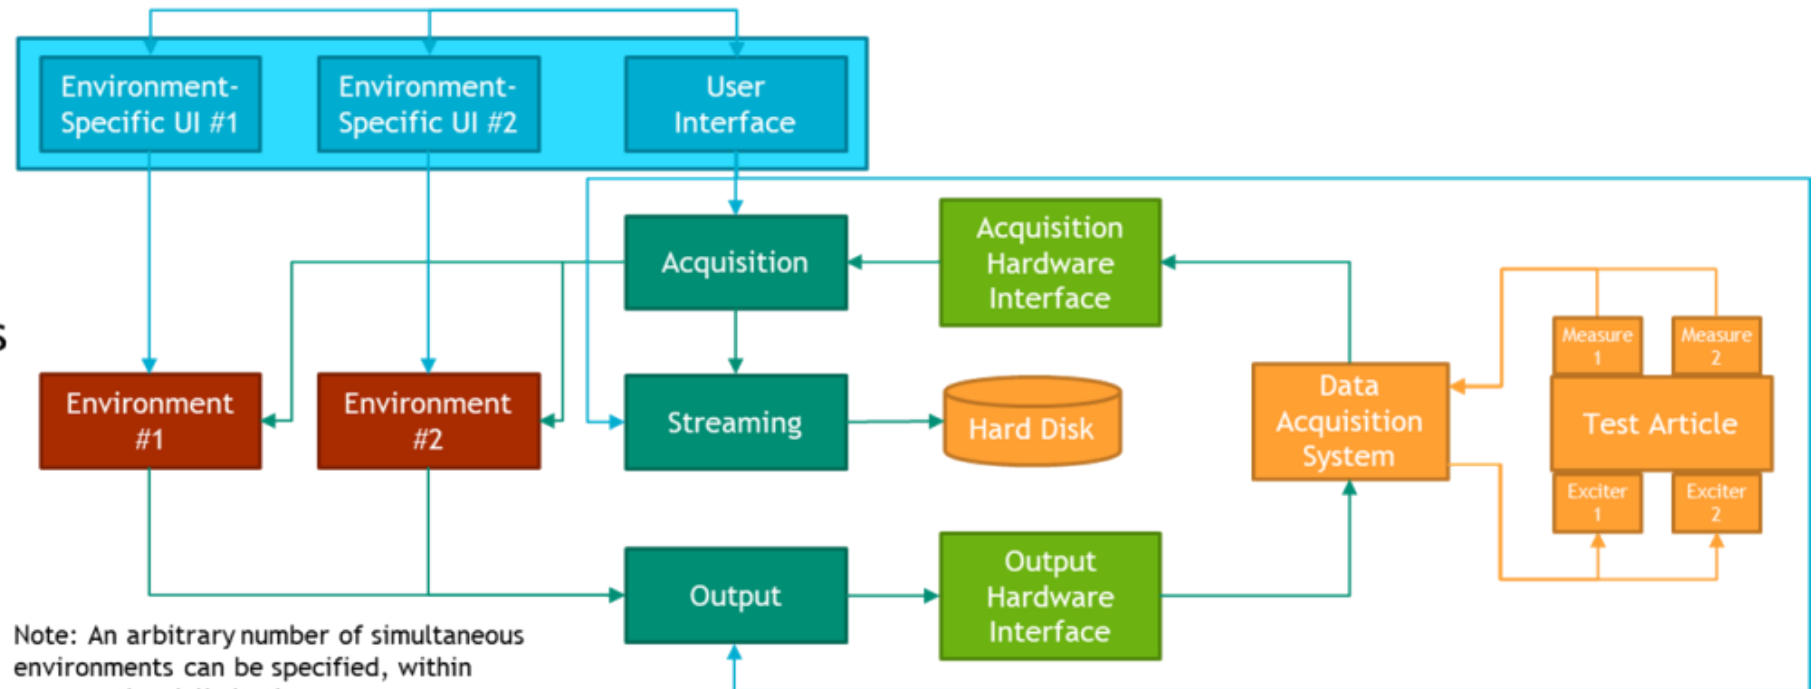 Environment-
Specific UI #1
Environment-
Specific UI #2
User
Interface
Acquisition
Acquisition
Hardware
Interface
s
Measure
1
Measure
2
Environment
#1
Environment
#2
Streaming
Hard Disk
Data
Acquisition
System
Test Article
Exciter
1
Exciter
2
Output
Output
Hardware
Interface
Note: An arbitrary number of simultaneous
environments can be specified, within